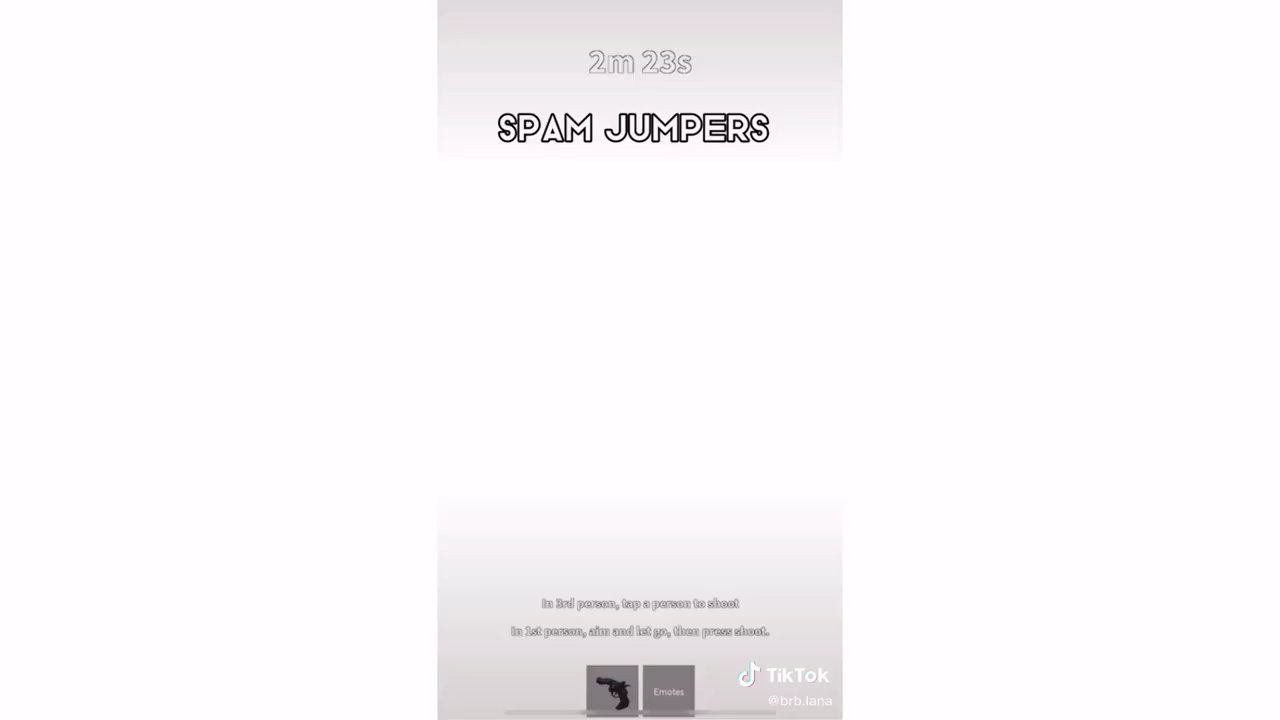 2m 23s
SPAM JUMPERS
In 3rd person, tap a person to shoot
In 1st person, aim and let go, then press shoot.
Emotes
TikTok
@brb.lana